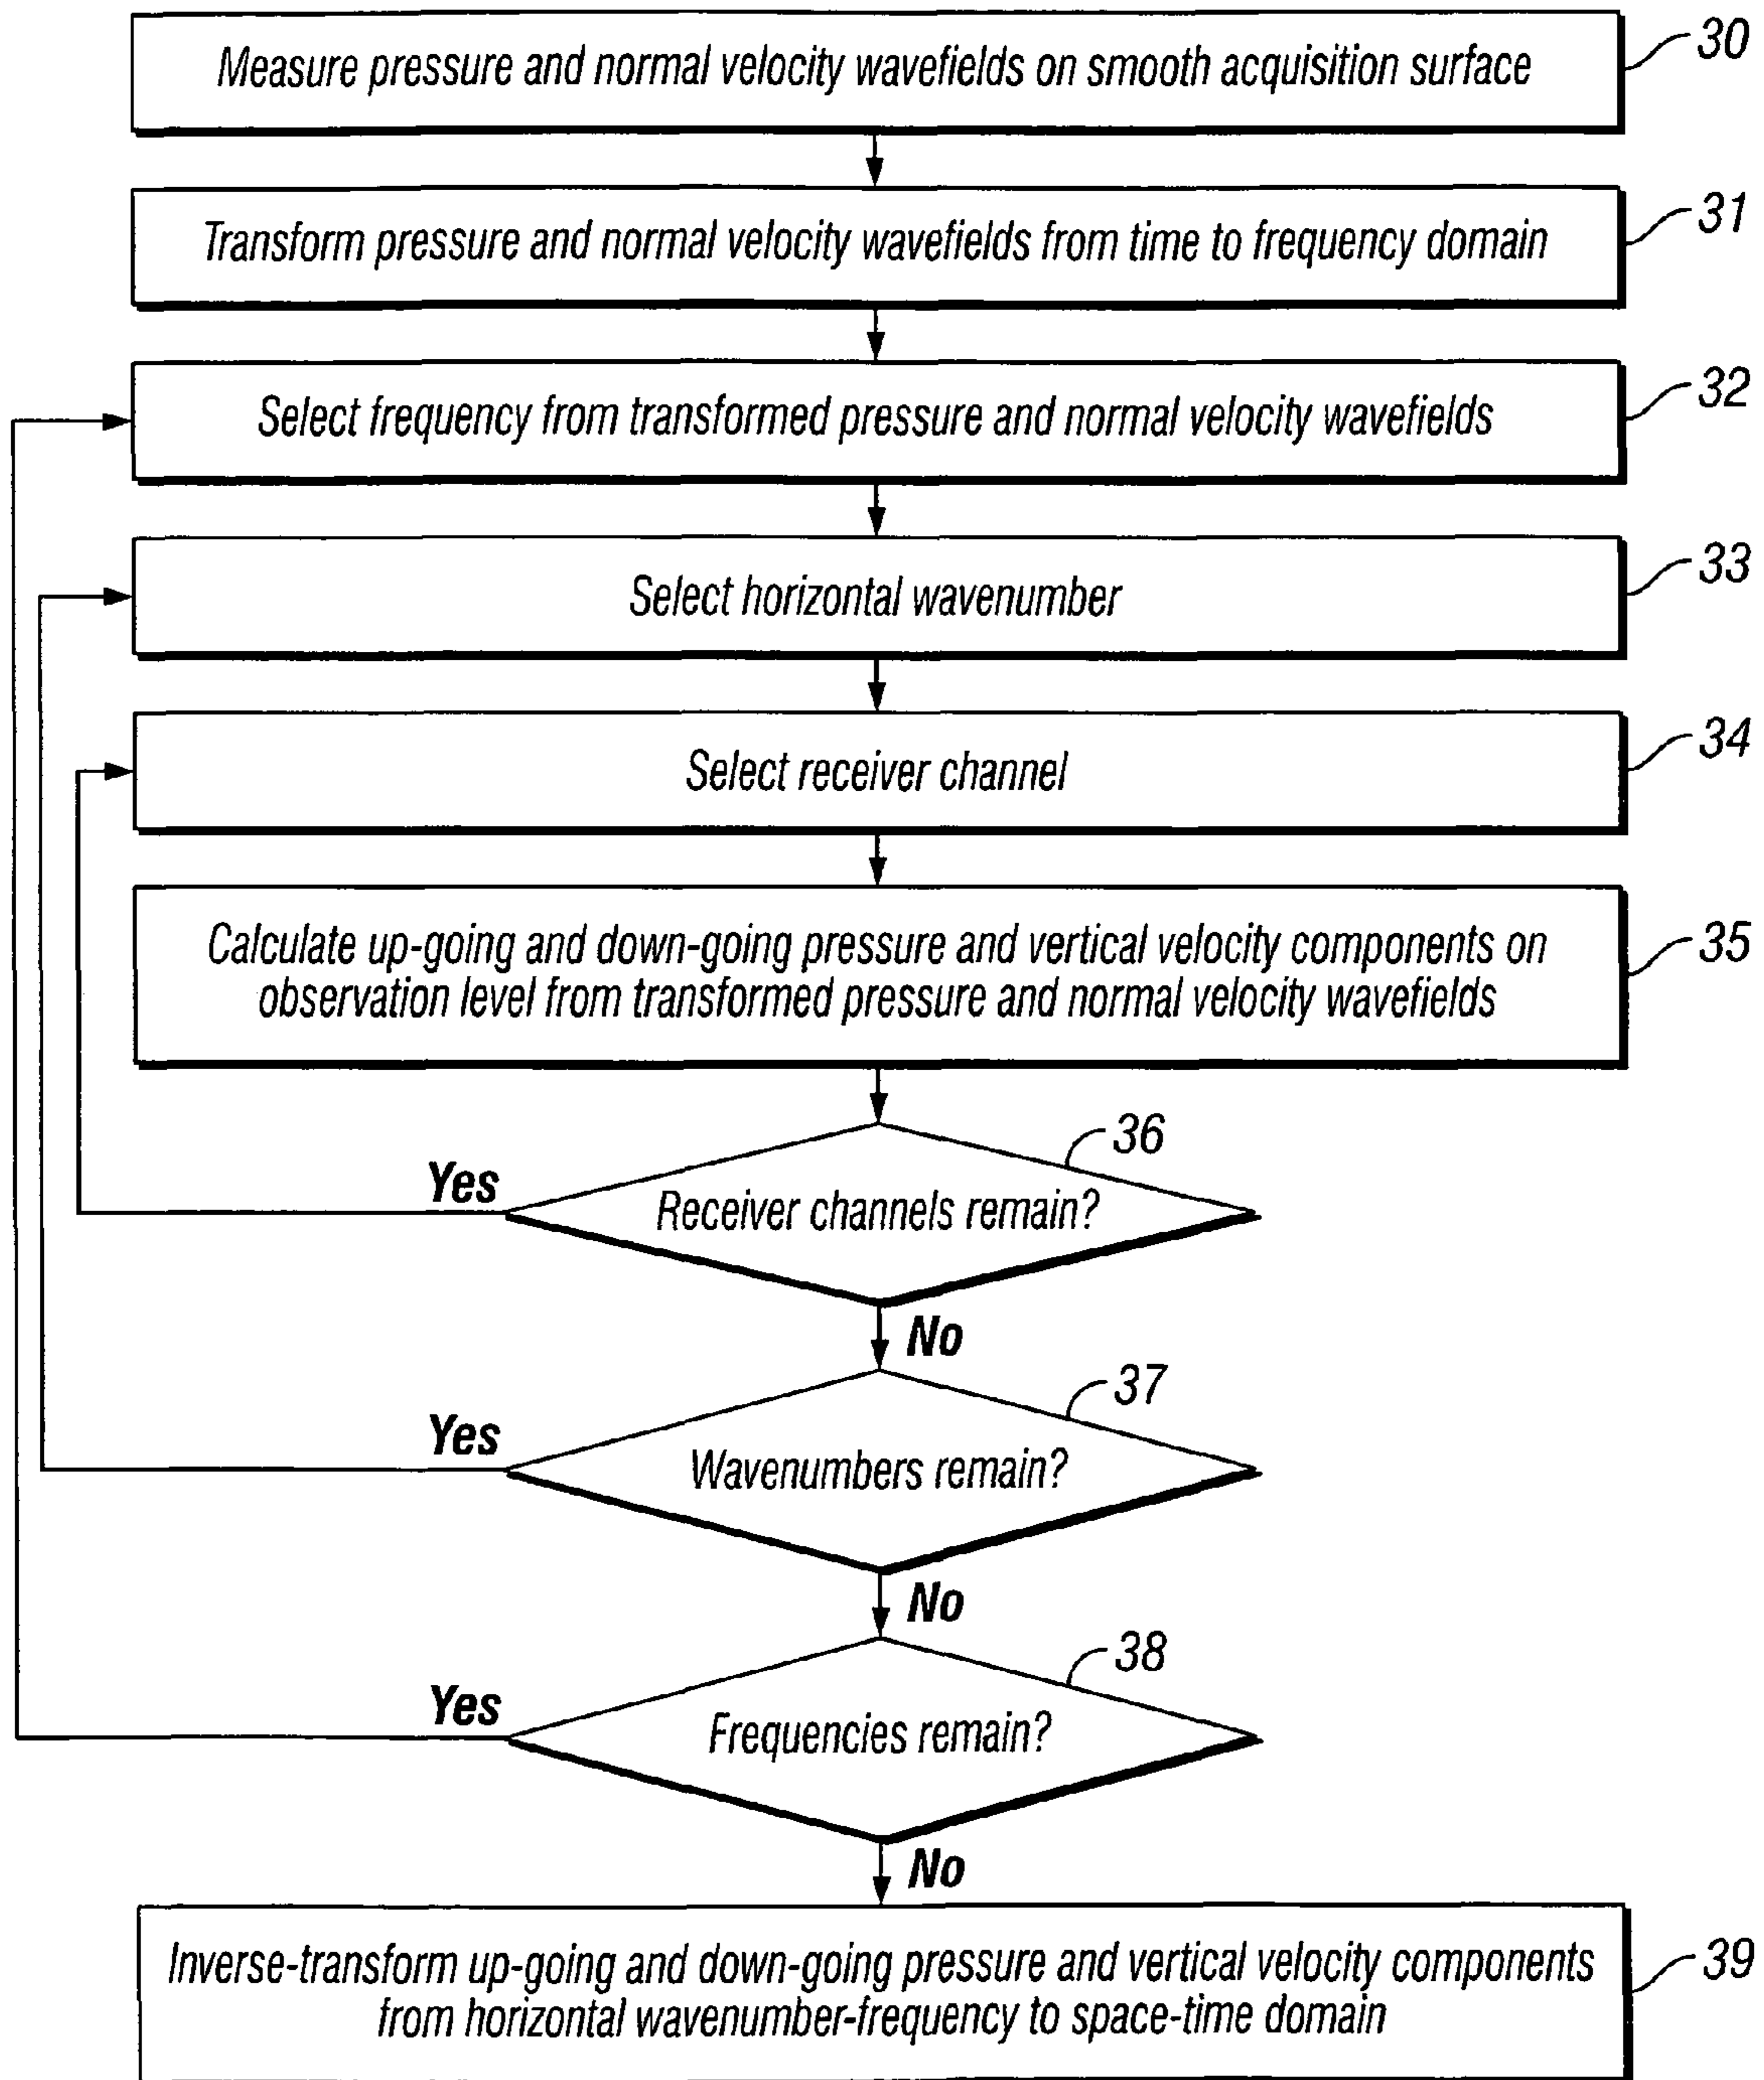 Measure pressure and normal velocity wavefields on smooth acquisition surface
30
Transform pressure and normal velocity wavefields from time to frequency domain
31
Select frequency from transformed pressure and normal velocity wavefields
32
Select horizontal wavenumber
33
Select receiver channel
34
Calculate up-going and down-going pressure and vertical velocity components on
observation level from transformed pressure and normal velocity wavefields
35
36
Yes
Receiver channels remain?
No
37
Yes
Wavenumbers remain?
No
38
Yes
Frequencies remain?
No
Inverse-transform up-going and down-going pressure and vertical velocity components
from horizontal wavenumber-frequency to space-time domain
39